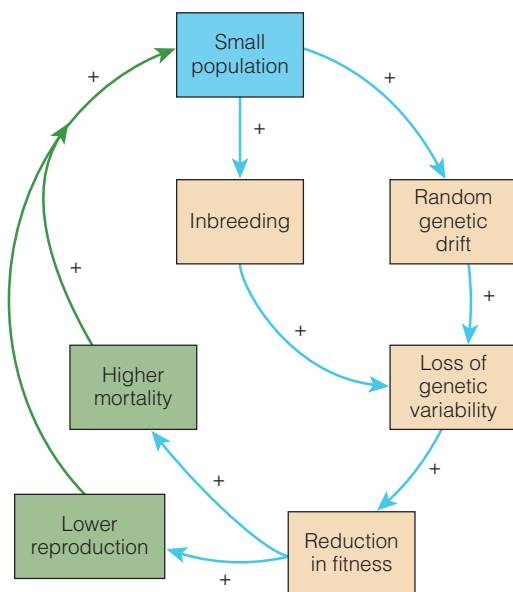 Small
population
+
+
+
Inbreeding
Random
genetic
drift
+
+
+
Higher
mortality
Loss of
genetic
variability
+
+
Lower
reproduction
Reduction
in fitness
+